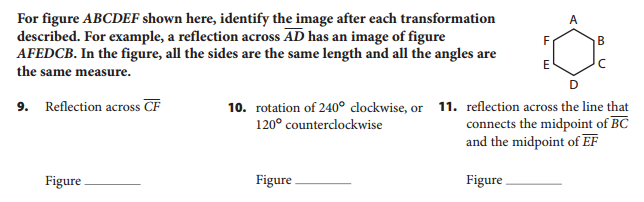 For figure ABCDEF shown here, identify the image after each transformation
described. For example, a reflection across AD has an image of figure
AFEDCB. In the figure, all the sides are the same length and all the angles are
the same measure.
A
F
B
E
C
D
9. Reflection across CF
10. rotation of 240° clockwise, or
120° counterclockwise
11. reflection across the line that
connects the midpoint of BC
and the midpoint of EF
Figure
Figure
Figure